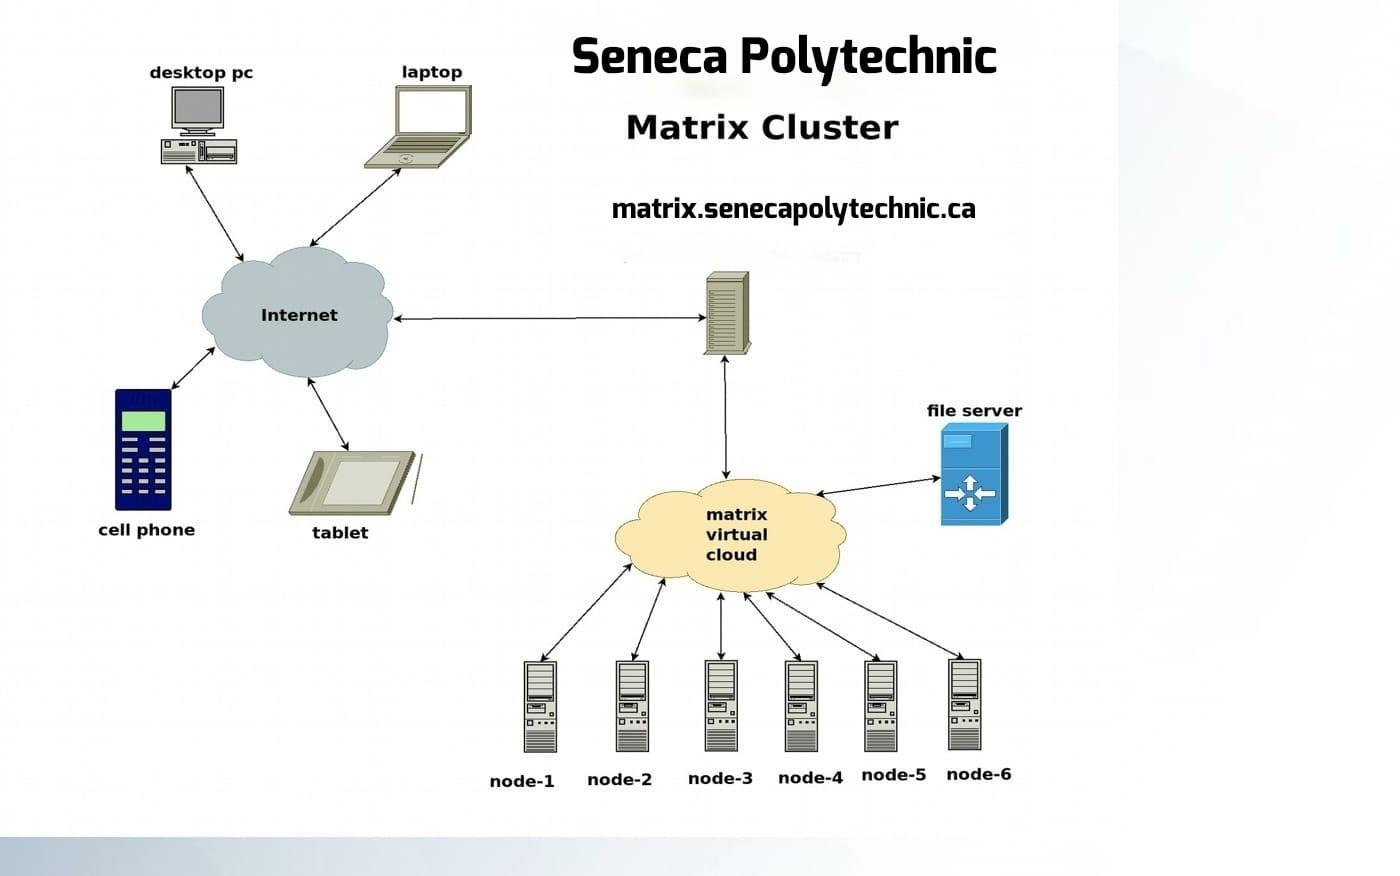 Seneca Polytechnic
Matrix Cluster
matrix.senecapolytechnic.ca
desktop pc
laptop
Internet
cell phone
tablet
file server
matrix
virtual
cloud
node-1
node-2
node-3
node-4
node-5
node-6